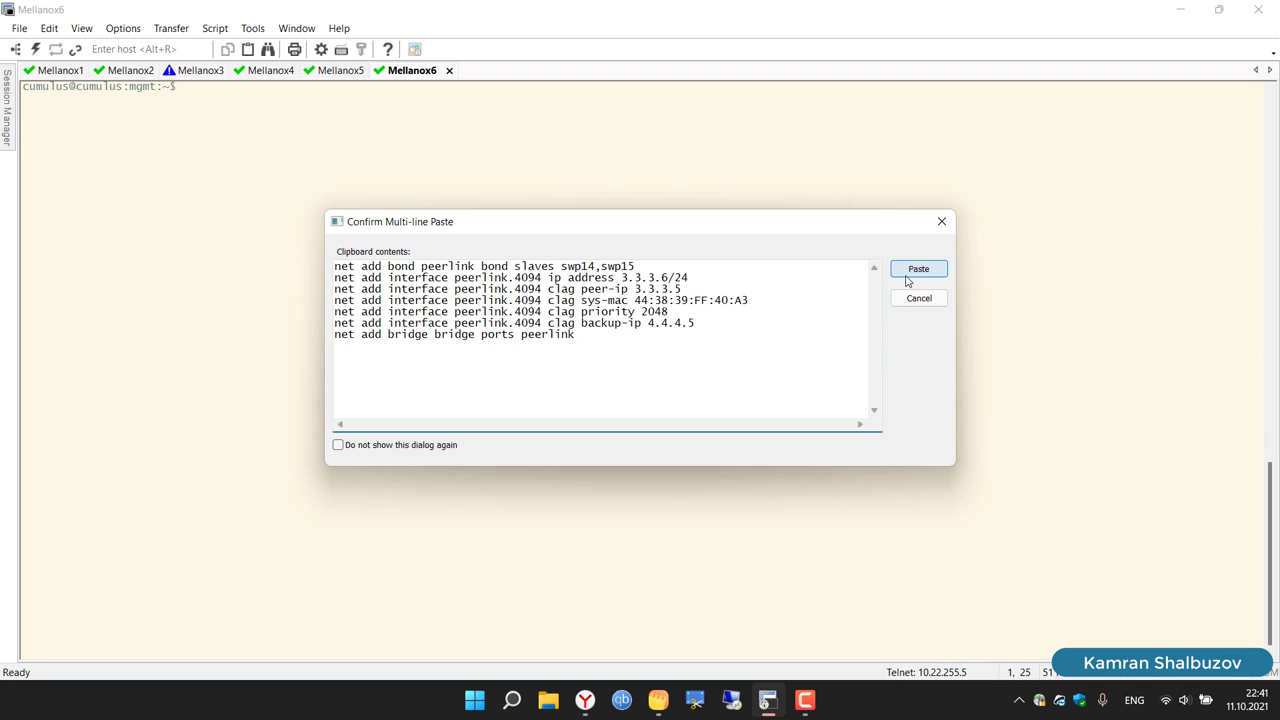 Mellanox6
File Edit View Options Transfer Script Tools Window Help
Enter host <Alt+R>
Mellanox1 Mellanox2 Mellanox3 Mellanox4 Mellanox5 Mellanox6
Session Manager
cumulus@cumulus:mgmt:~$
Confirm Multi-line Paste
Clipboard contents:
net add bond peerlink bond slaves swp14,swp15
net add interface peerlink.4094 ip address 3.3.3.6/24
net add interface peerlink.4094 clag peer-ip 3.3.3.5
net add interface peerlink.4094 clag sys-mac 44:38:39:FF:40:A3
net add interface peerlink.4094 clag priority 2048
net add interface peerlink.4094 clag backup-ip 4.4.4.5
net add bridge bridge ports peerlink
Paste
Cancel
Do not show this dialog again
Ready
Telnet: 10.22.255.5
1, 25
Kamran Shalbuzov
ENG
22:41
11.10.2021